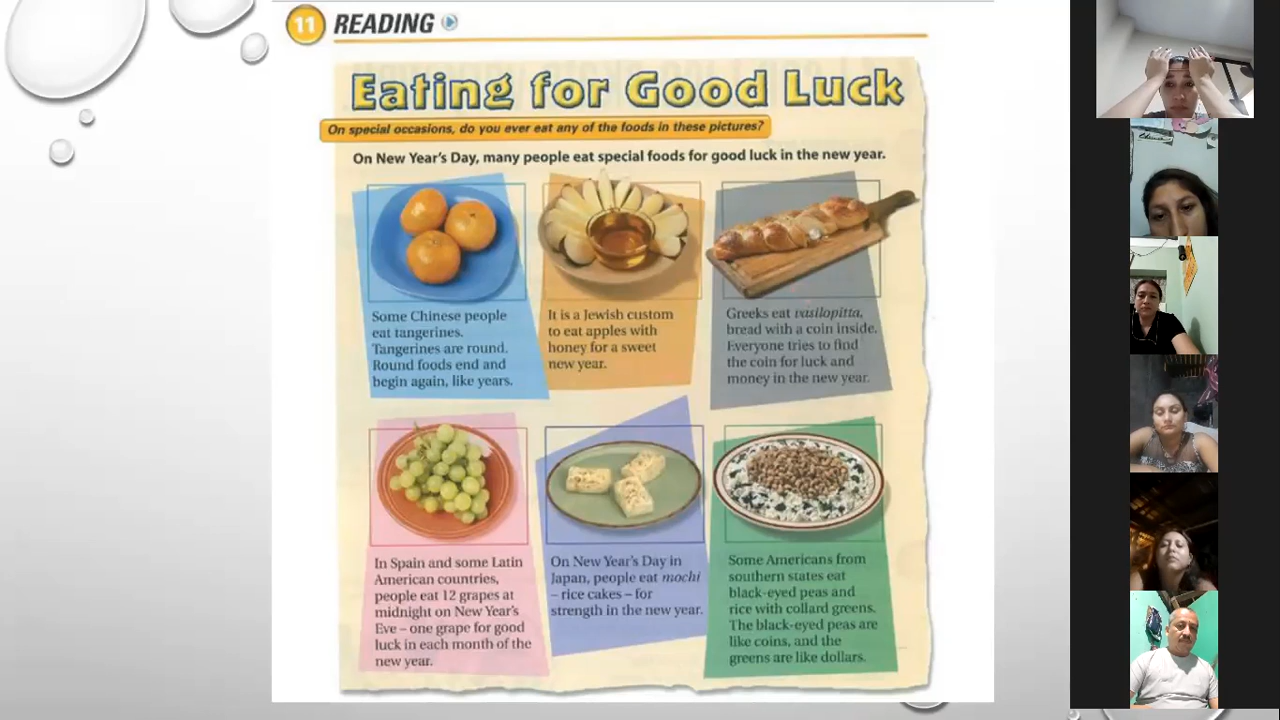 11 READING
Eating for Good Luck
On special occasions, do you ever eat any of the foods in these pictures?
On New Year's Day, many people eat special foods for good luck in the new year.
Some Chinese people
eat tangerines.
Tangerines are round.
Round foods end and
begin again, like years.
It is a Jewish custom
to eat apples with
honey for a sweet
new year.
Greeks eat vasilopitta,
bread with a coin inside.
Everyone tries to find
the coin for luck and
money in the new year.
In Spain and some Latin
American countries,
people eat 12 grapes at
midnight on New Year's
Eve – one grape for good
luck in each month of the
new year.
On New Year's Day in
Japan, people eat mochi
– rice cakes – for
strength in the new year.
Some Americans from
southern states eat
black-eyed peas and
rice with collard greens.
The black-eyed peas are
like coins, and the
greens are like dollars.